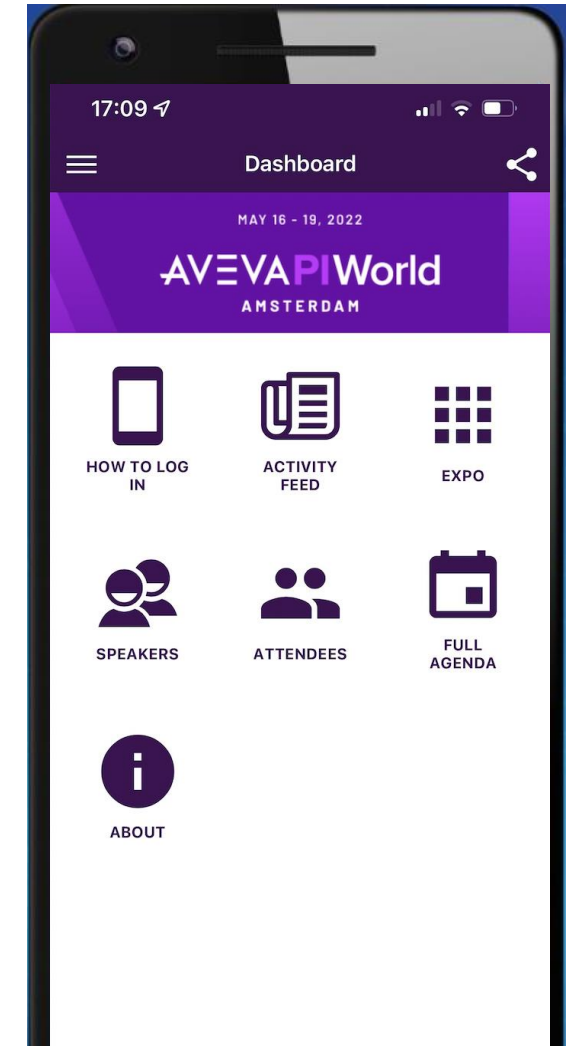 17:09
Dashboard
MAY 16 - 19, 2022
AVEVA PI World
AMSTERDAM
HOW TO LOG
IN
ACTIVITY
FEED
EXPO
SPEAKERS
ATTENDEES
FULL
AGENDA
ABOUT